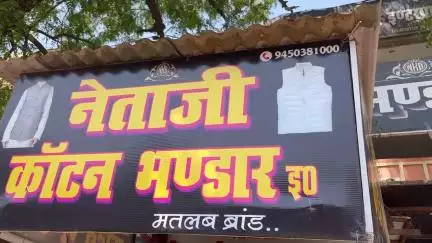 9450381000
नेताजी
कॉटन भण्डार इ0
मतलब ब्रांड..